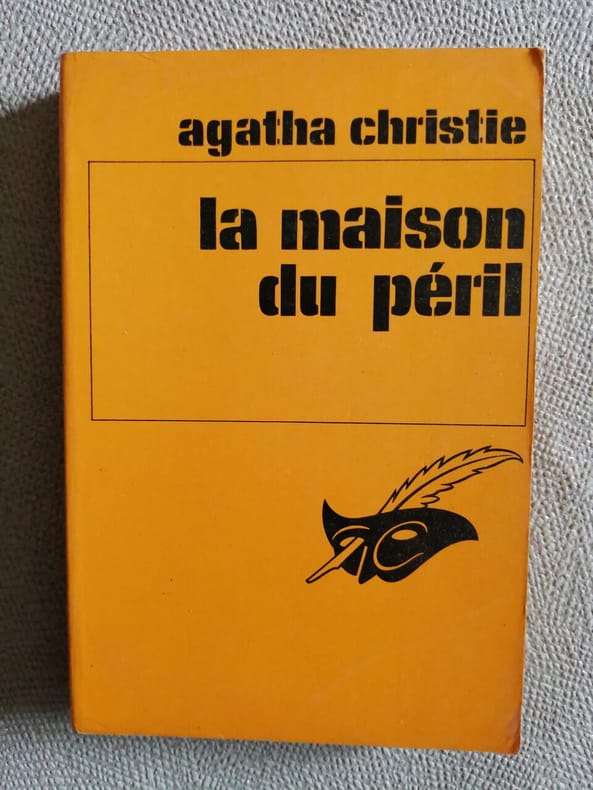 agatha christie
la maison
du péril